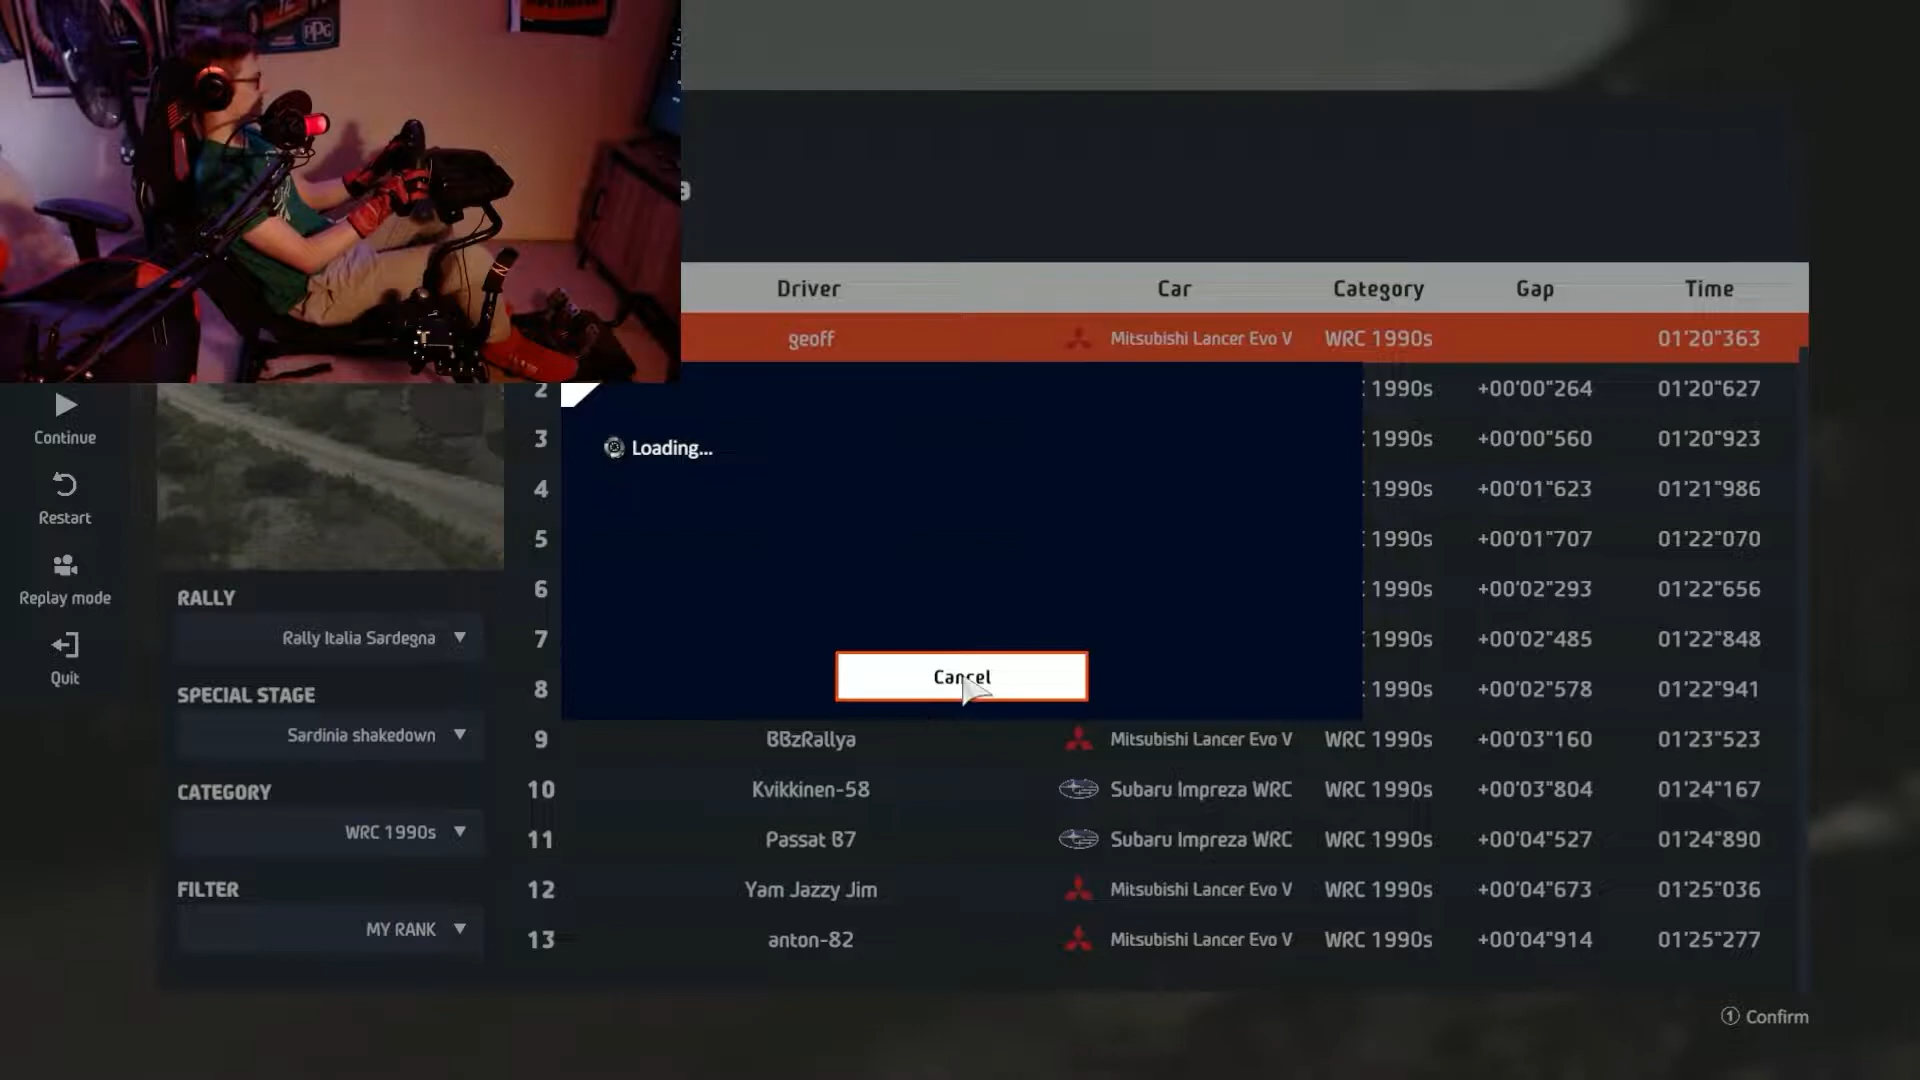 PPG
a
Driver Car Category Gap Time
geoff Mitsubishi Lancer Evo V WRC 1990s 01'20"363
2 1990s +00'00"264 01'20"627
3 1990s +00'00"560 01'20"923
4 1990s +00'01"623 01'21"986
5 1990s +00'01"707 01'22"070
6 1990s +00'02"293 01'22"656
7 1990s +00'02"485 01'22"848
8 1990s +00'02"578 01'22"941
9 BBzRallya Mitsubishi Lancer Evo V WRC 1990s +00'03"160 01'23"523
10 Kvikkinen-58 Subaru Impreza WRC WRC 1990s +00'03"804 01'24"167
11 Passat B7 Subaru Impreza WRC WRC 1990s +00'04"527 01'24"890
12 Yam Jazzy Jim Mitsubishi Lancer Evo V WRC 1990s +00'04"673 01'25"036
13 anton-82 Mitsubishi Lancer Evo V WRC 1990s +00'04"914 01'25"277
Loading...
Cancel
Continue
Restart
Replay mode
Quit
RALLY
Rally Italia Sardegna
SPECIAL STAGE
Sardinia shakedown
CATEGORY
WRC 1990s
FILTER
MY RANK
1 Confirm